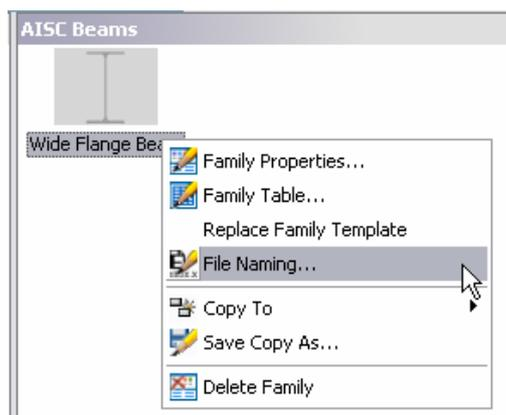 AISC Beams
Wide Flange Bea
Family Properties...
Family Table...
Replace Family Template
File Naming...
Copy To
Save Copy As...
Delete Family